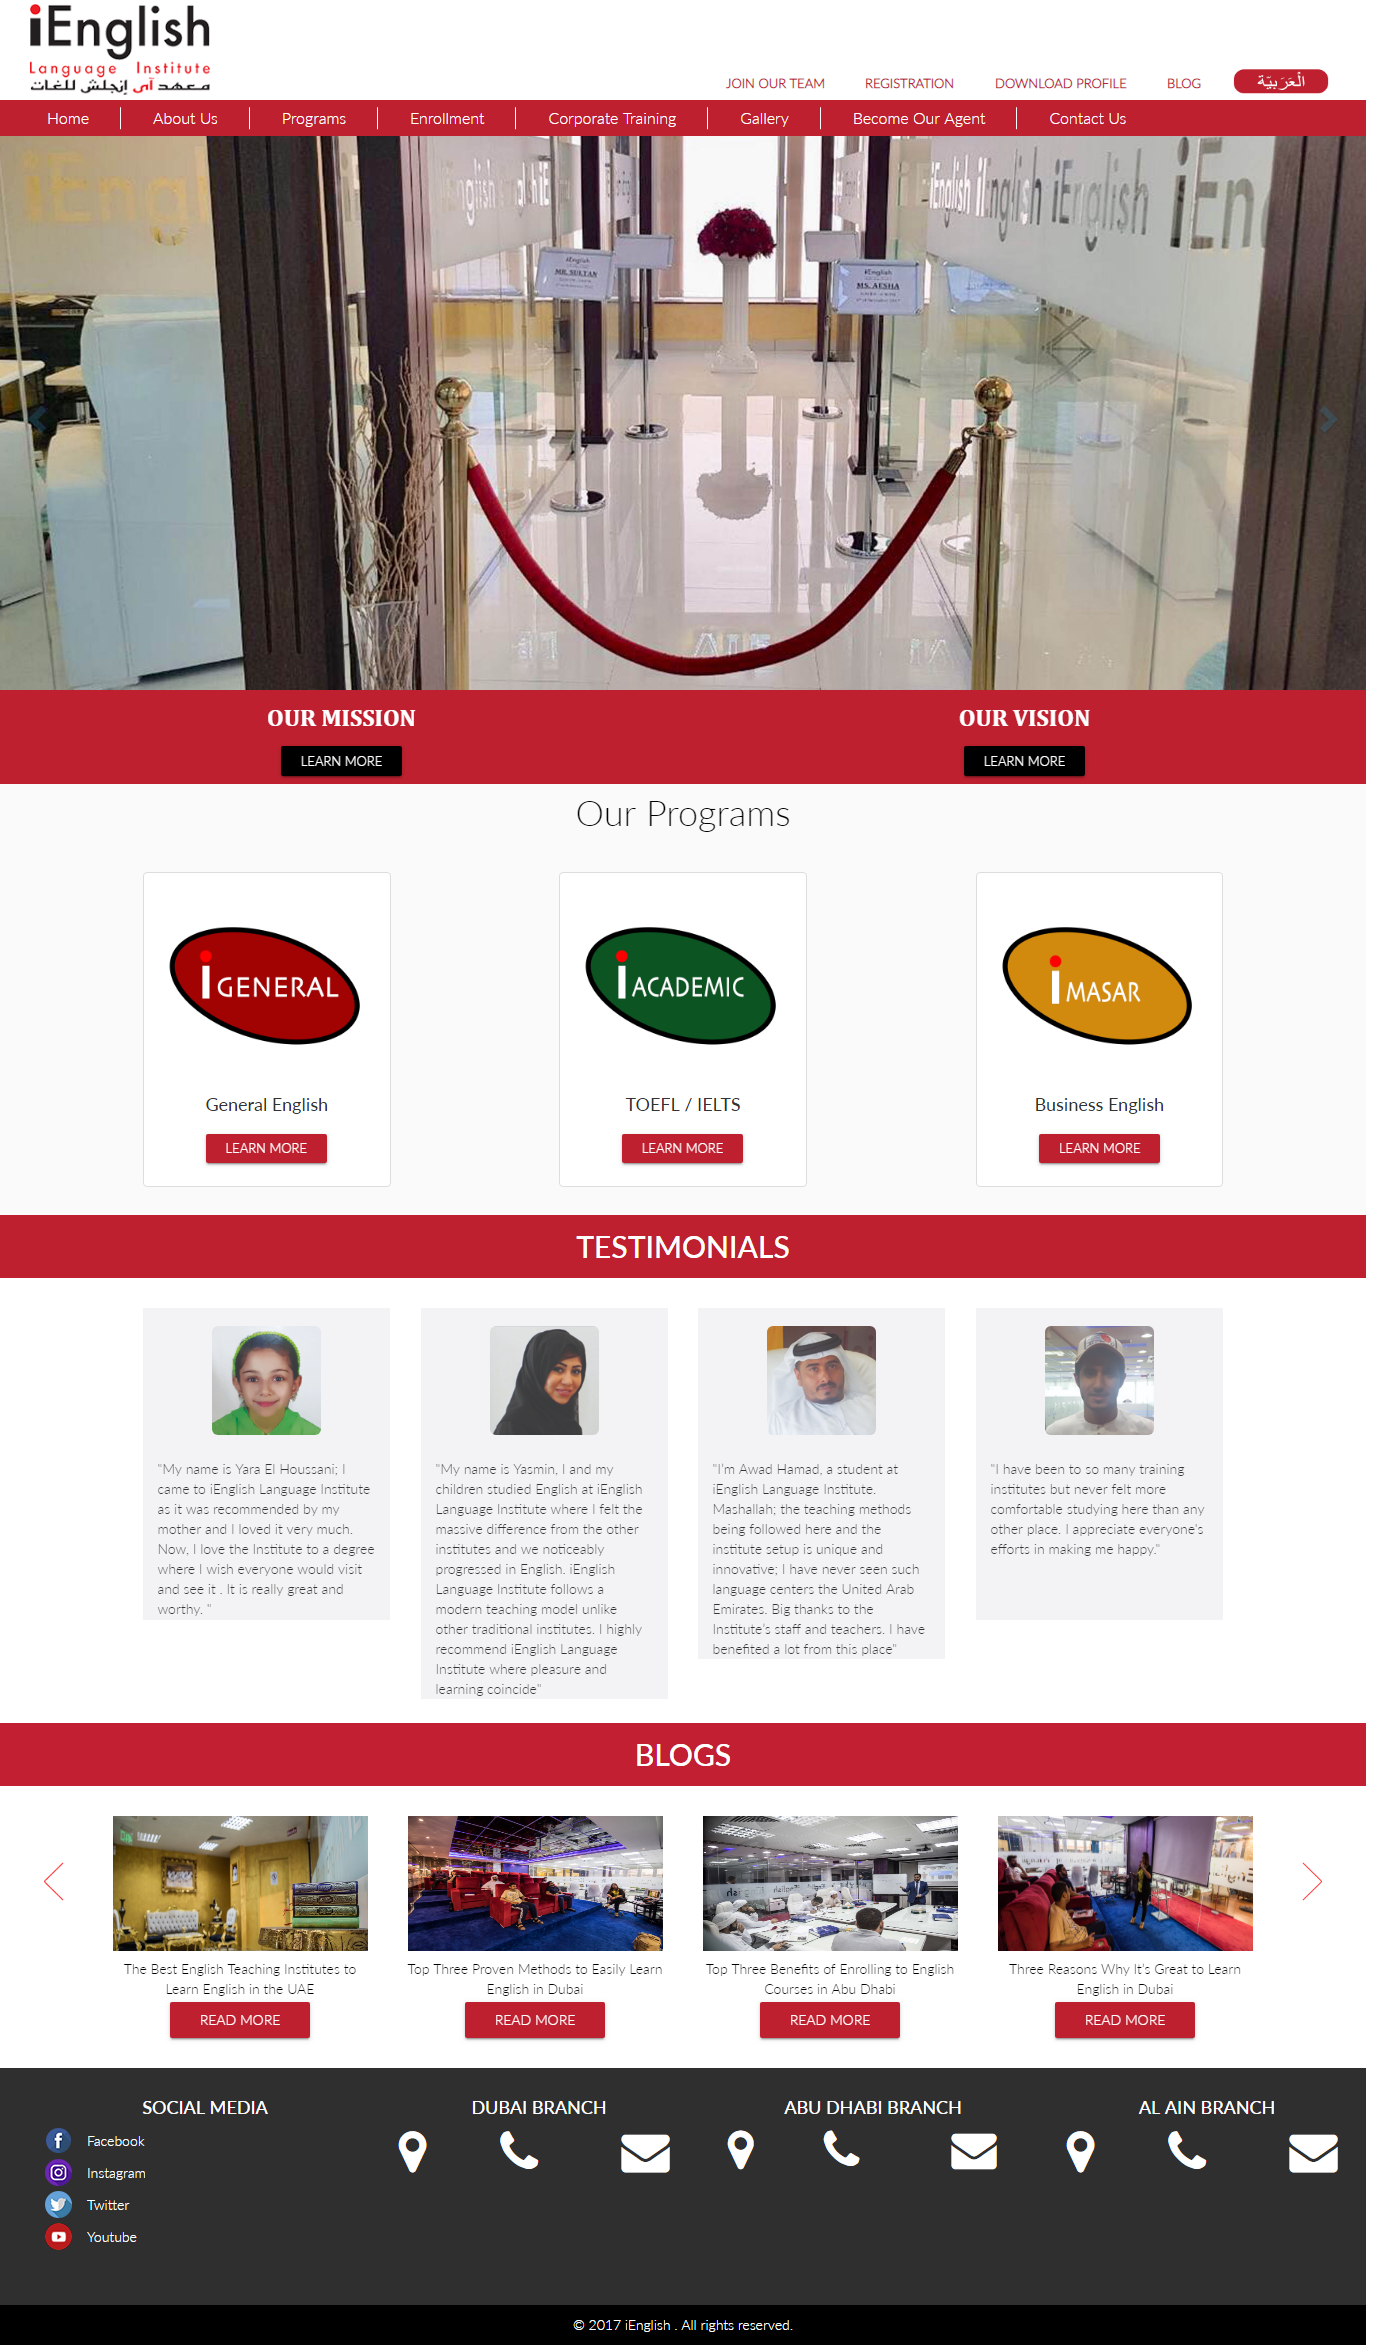 iEnglish
Language Institute
معهد آي إنجلش للغات
JOIN OUR TEAM
REGISTRATION
DOWNLOAD PROFILE
BLOG
الْعَرَبِيّة
Home
About Us
Programs
Enrollment
Corporate Training
Gallery
Become Our Agent
Contact Us
iEngl
iEnglish
iEnglish
MR. SULTAN
iEnglish
MS. AESHA
OUR MISSION
LEARN MORE
OUR VISION
LEARN MORE
Our Programs
i GENERAL
General English
LEARN MORE
i ACADEMIC
TOEFL / IELTS
LEARN MORE
i MASAR
Business English
LEARN MORE
TESTIMONIALS
"My name is Yara El Houssani; I
came to iEnglish Language Institute
as it was recommended by my
mother and I loved it very much.
Now, I love the Institute to a degree
where I wish everyone would visit
and see it . It is really great and
worthy. "
"My name is Yasmin, I and my
children studied English at iEnglish
Language Institute where I felt the
massive difference from the other
institutes and we noticeably
progressed in English. iEnglish
Language Institute follows a
modern teaching model unlike
other traditional institutes. I highly
recommend iEnglish Language
Institute where pleasure and
learning coincide"
"I'm Awad Hamad, a student at
iEnglish Language Institute.
Mashallah; the teaching methods
being followed here and the
institute setup is unique and
innovative; I have never seen such
language centers the United Arab
Emirates. Big thanks to the
Institute's staff and teachers. I have
benefited a lot from this place"
"I have been to so many training
institutes but never felt more
comfortable studying here than any
other place. I appreciate everyone's
efforts in making me happy."
BLOGS
The Best English Teaching Institutes to
Learn English in the UAE
READ MORE
Top Three Proven Methods to Easily Learn
English in Dubai
READ MORE
Top Three Benefits of Enrolling to English
Courses in Abu Dhabi
READ MORE
Three Reasons Why It's Great to Learn
English in Dubai
READ MORE
SOCIAL MEDIA
Facebook
Instagram
Twitter
Youtube
DUBAI BRANCH
ABU DHABI BRANCH
AL AIN BRANCH
© 2017 iEnglish . All rights reserved.